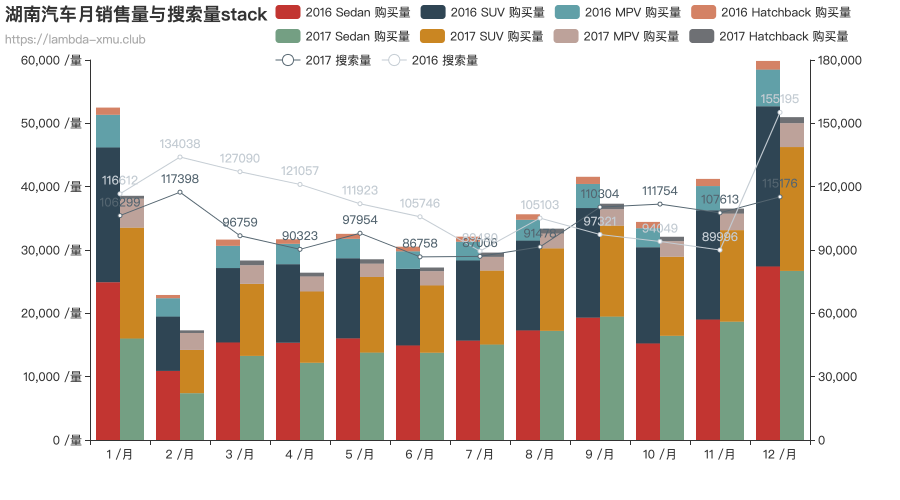 湖南汽车月销售量与搜索量stack
https://lambda-xmu.club
2016 Sedan 购买量 2016 SUV 购买量 2016 MPV 购买量 2016 Hatchback 购买量
2017 Sedan 购买量 2017 SUV 购买量 2017 MPV 购买量 2017 Hatchback 购买量
2017 搜索量 2016 搜索量
60,000 /量 180,000
50,000 /量 150,000
40,000 /量 120,000
30,000 /量 90,000
20,000 /量 60,000
10,000 /量 30,000
0 /量 0
116612 134038 127090 121057 111923 105746 105103 97321 94049 89996 155195
106299 117398 96759 90323 97954 86758 87006 91476 110304 111754 107613 115176
1 /月 2 /月 3 /月 4 /月 5 /月 6 /月 7 /月 8 /月 9 /月 10 /月 11 /月 12 /月